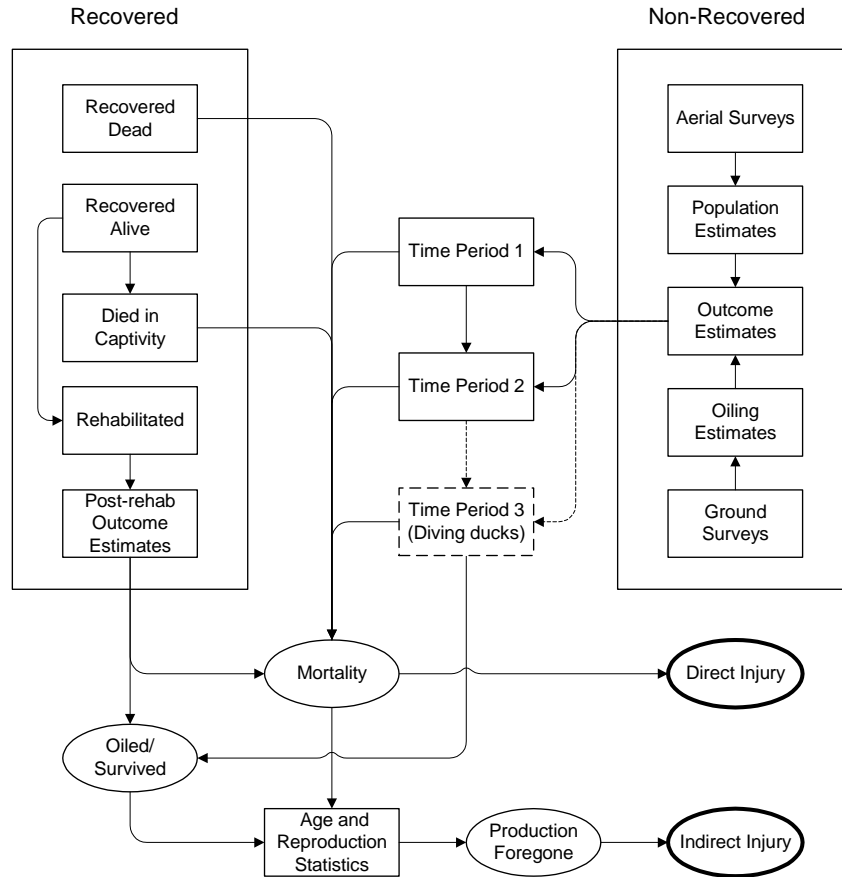 Recovered
Non-Recovered
Recovered
Dead
Recovered
Alive
Died in
Captivity
Rehabilitated
Post-rehab
Outcome
Estimates
Time Period 1
Time Period 2
Time Period 3
(Diving ducks)
Aerial Surveys
Population
Estimates
Outcome
Estimates
Oiling
Estimates
Ground
Surveys
Mortality
Direct Injury
Oiled/
Survived
Age and
Reproduction
Statistics
Production
Foregone
Indirect Injury